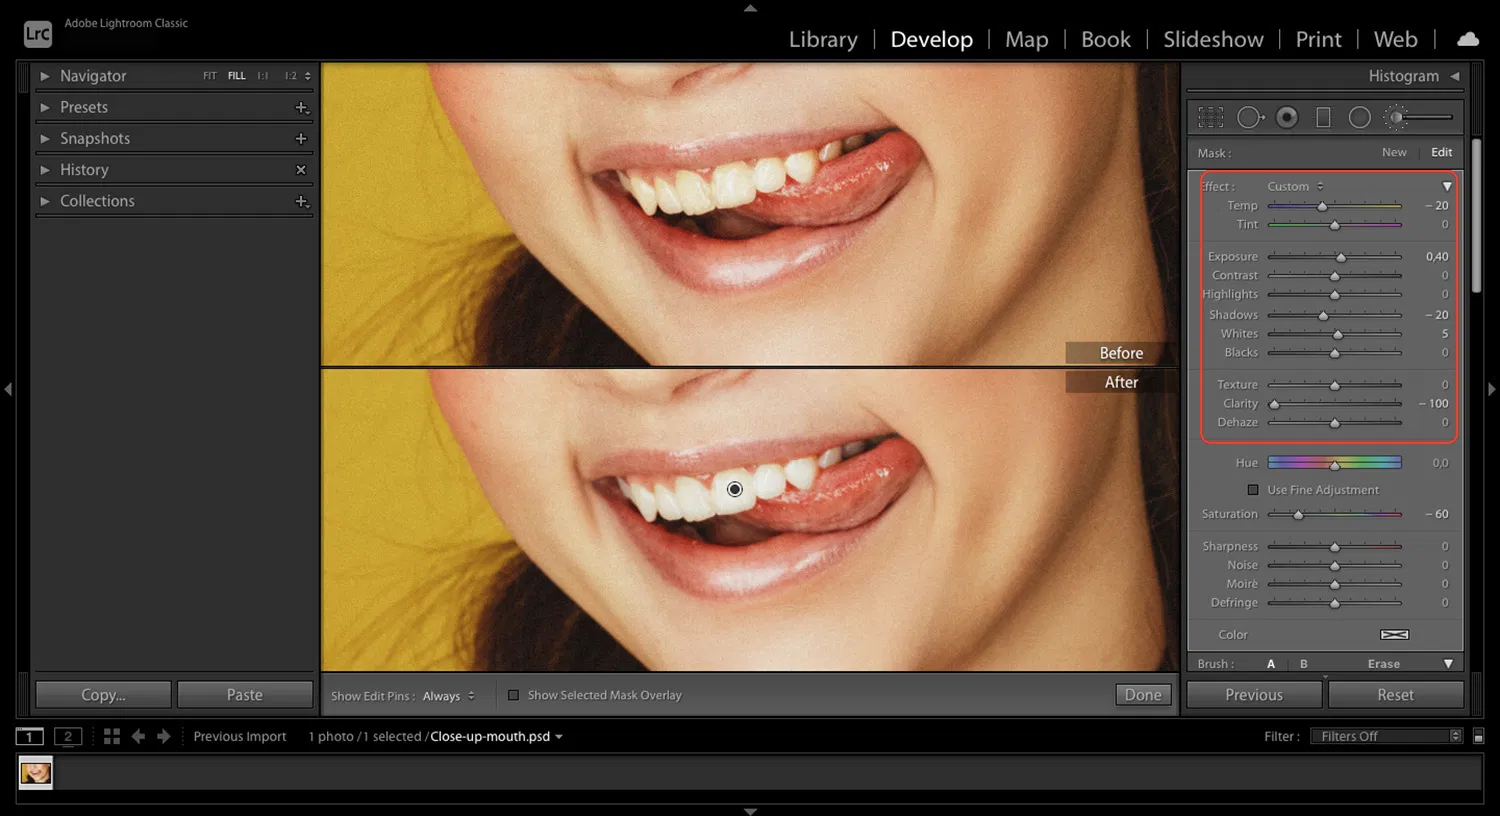 Lrc
Adobe Lightroom Classic
Library | Develop | Map | Book | Slideshow | Print | Web |
Navigator FIT FILL 1:1 1:2
Presets
Snapshots
History
Collections
Copy...
Paste
Before
After
Show Edit Pins : Always
Show Selected Mask Overlay
Done
Histogram
Mask : New Edit
Effect : Custom
Temp – 20
Tint 0
Exposure 0,40
Contrast 0
Highlights 0
Shadows – 20
Whites 5
Blacks 0
Texture 0
Clarity – 100
Dehaze 0
Hue 0,0
Use Fine Adjustment
Saturation – 60
Sharpness 0
Noise 0
Moirè 0
Defringe 0
Color
Brush : A B Erase
Previous
Reset
1 2 Previous Import 1 photo /1 selected /Close-up-mouth.psd
Filter : Filters Off